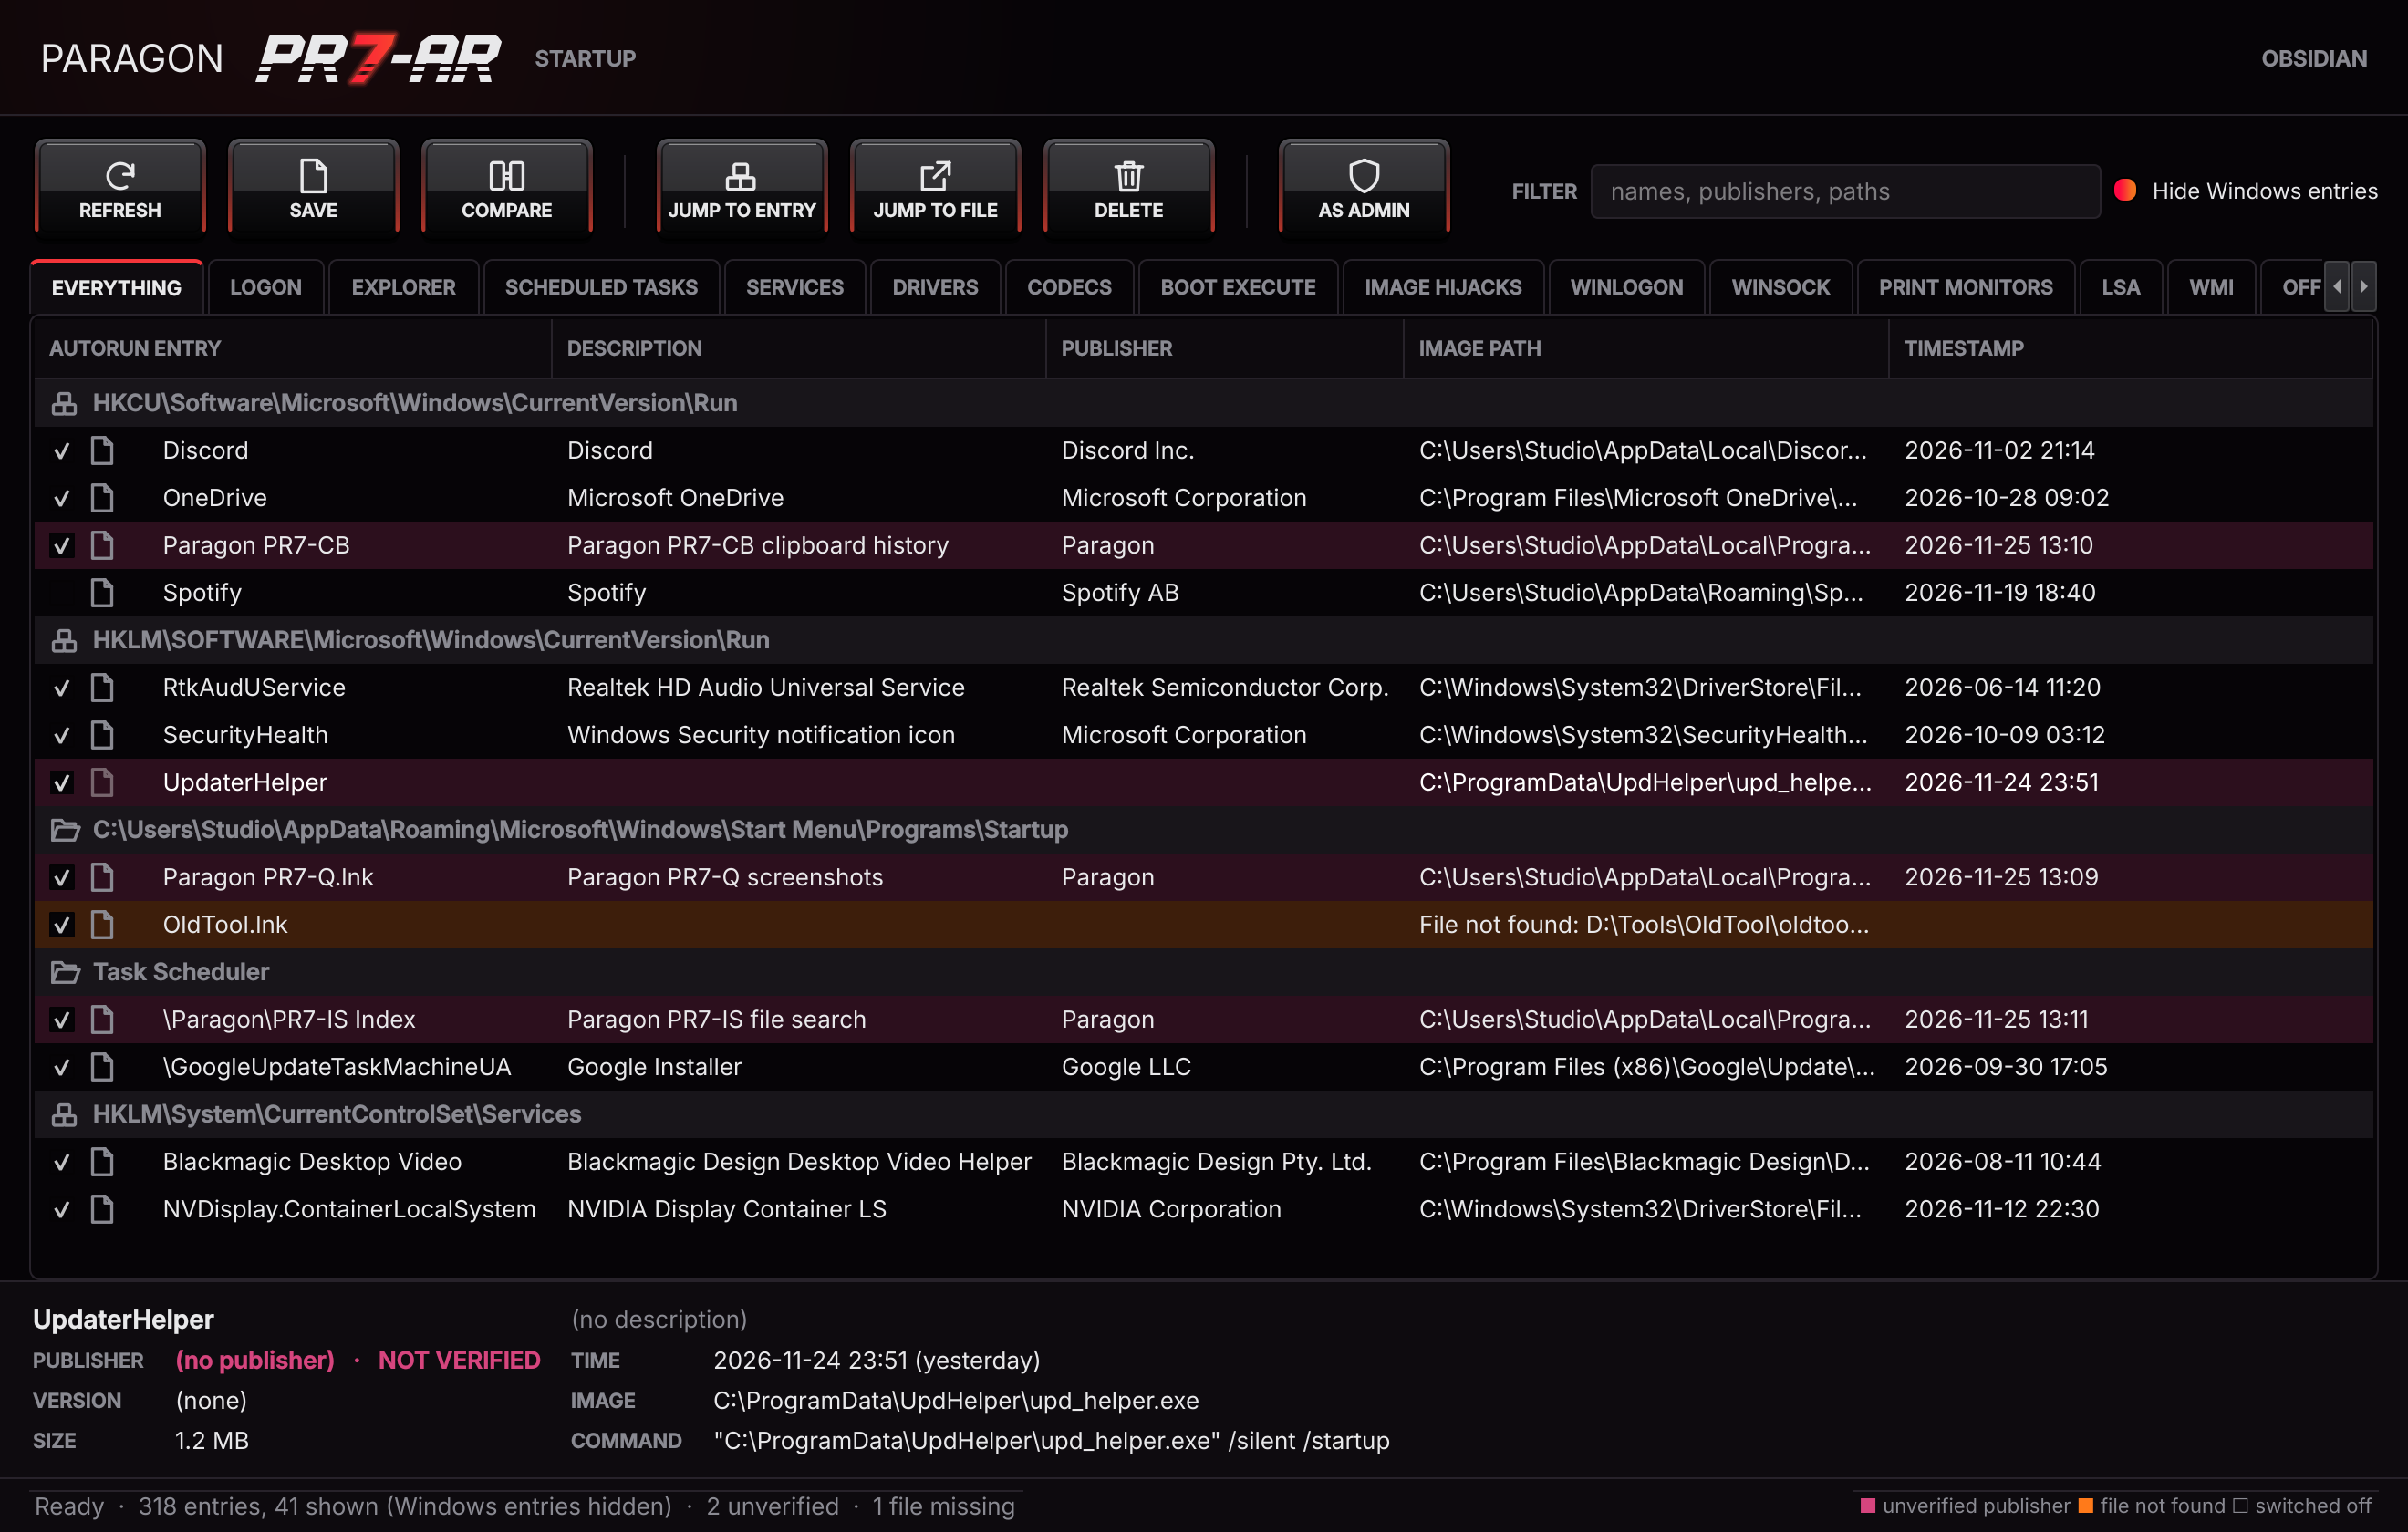 PARAGON PR7-AR STARTUP OBSIDIAN
REFRESH SAVE COMPARE JUMP TO ENTRY JUMP TO FILE DELETE AS ADMIN FILTER names, publishers, paths Hide Windows entries
EVERYTHING LOGON EXPLORER SCHEDULED TASKS SERVICES DRIVERS CODECS BOOT EXECUTE IMAGE HIJACKS WINLOGON WINSOCK PRINT MONITORS LSA WMI OFF
AUTORUN ENTRY DESCRIPTION PUBLISHER IMAGE PATH TIMESTAMP
HKCU\Software\Microsoft\Windows\CurrentVersion\Run
Discord Discord Discord Inc. C:\Users\Studio\AppData\Local\Discor... 2026-11-02 21:14
OneDrive Microsoft OneDrive Microsoft Corporation C:\Program Files\Microsoft OneDrive\... 2026-10-28 09:02
Paragon PR7-CB Paragon PR7-CB clipboard history Paragon C:\Users\Studio\AppData\Local\Progra... 2026-11-25 13:10
Spotify Spotify Spotify AB C:\Users\Studio\AppData\Roaming\Sp... 2026-11-19 18:40
HKLM\SOFTWARE\Microsoft\Windows\CurrentVersion\Run
RtkAudUService Realtek HD Audio Universal Service Realtek Semiconductor Corp. C:\Windows\System32\DriverStore\Fil... 2026-06-14 11:20
SecurityHealth Windows Security notification icon Microsoft Corporation C:\Windows\System32\SecurityHealth... 2026-10-09 03:12
UpdaterHelper C:\ProgramData\UpdHelper\upd_helpe... 2026-11-24 23:51
C:\Users\Studio\AppData\Roaming\Microsoft\Windows\Start Menu\Programs\Startup
Paragon PR7-Q.lnk Paragon PR7-Q screenshots Paragon C:\Users\Studio\AppData\Local\Progra... 2026-11-25 13:09
OldTool.lnk File not found: D:\Tools\OldTool\oldtoo...
Task Scheduler
\Paragon\PR7-IS Index Paragon PR7-IS file search Paragon C:\Users\Studio\AppData\Local\Progra... 2026-11-25 13:11
\GoogleUpdateTaskMachineUA Google Installer Google LLC C:\Program Files (x86)\Google\Update\... 2026-09-30 17:05
HKLM\System\CurrentControlSet\Services
Blackmagic Desktop Video Blackmagic Design Desktop Video Helper Blackmagic Design Pty. Ltd. C:\Program Files\Blackmagic Design\D... 2026-08-11 10:44
NVDisplay.ContainerLocalSystem NVIDIA Display Container LS NVIDIA Corporation C:\Windows\System32\DriverStore\Fil... 2026-11-12 22:30
UpdaterHelper (no description)
PUBLISHER (no publisher) · NOT VERIFIED TIME 2026-11-24 23:51 (yesterday)
VERSION (none) IMAGE C:\ProgramData\UpdHelper\upd_helper.exe
SIZE 1.2 MB COMMAND "C:\ProgramData\UpdHelper\upd_helper.exe" /silent /startup
Ready · 318 entries, 41 shown (Windows entries hidden) · 2 unverified · 1 file missing unverified publisher file not found switched off